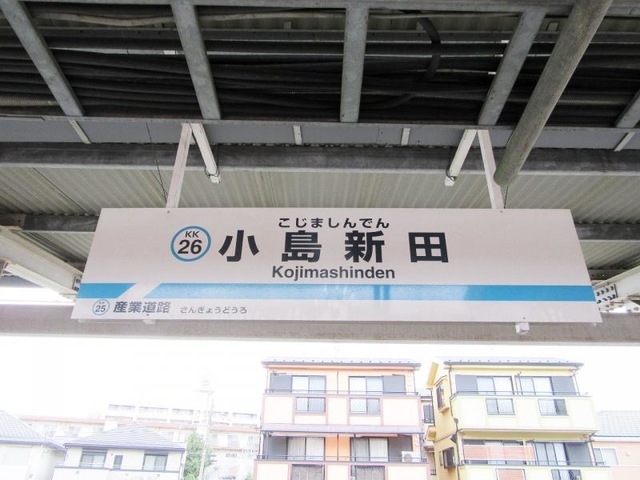 こじましんでん
KK
26
小島新田
Kojimashinden
KK
25
産業道路 さんぎょうどうろ